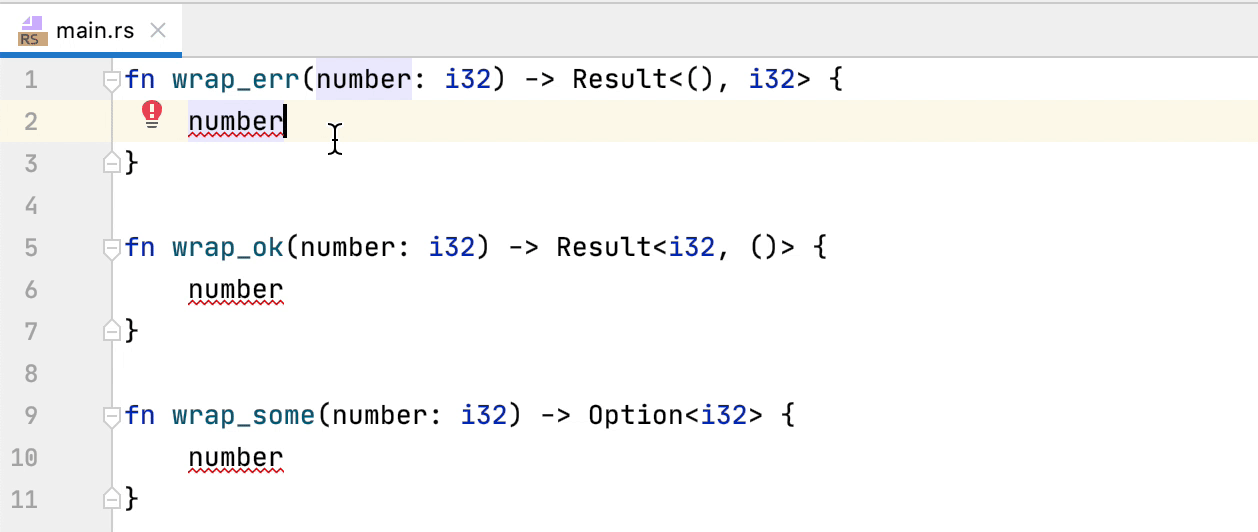 RS main.rs
1 fn wrap_err(number: i32) -> Result<(), i32> {
2     number
3 }
4
5 fn wrap_ok(number: i32) -> Result<i32, ()> {
6     number
7 }
8
9 fn wrap_some(number: i32) -> Option<i32> {
10     number
11 }